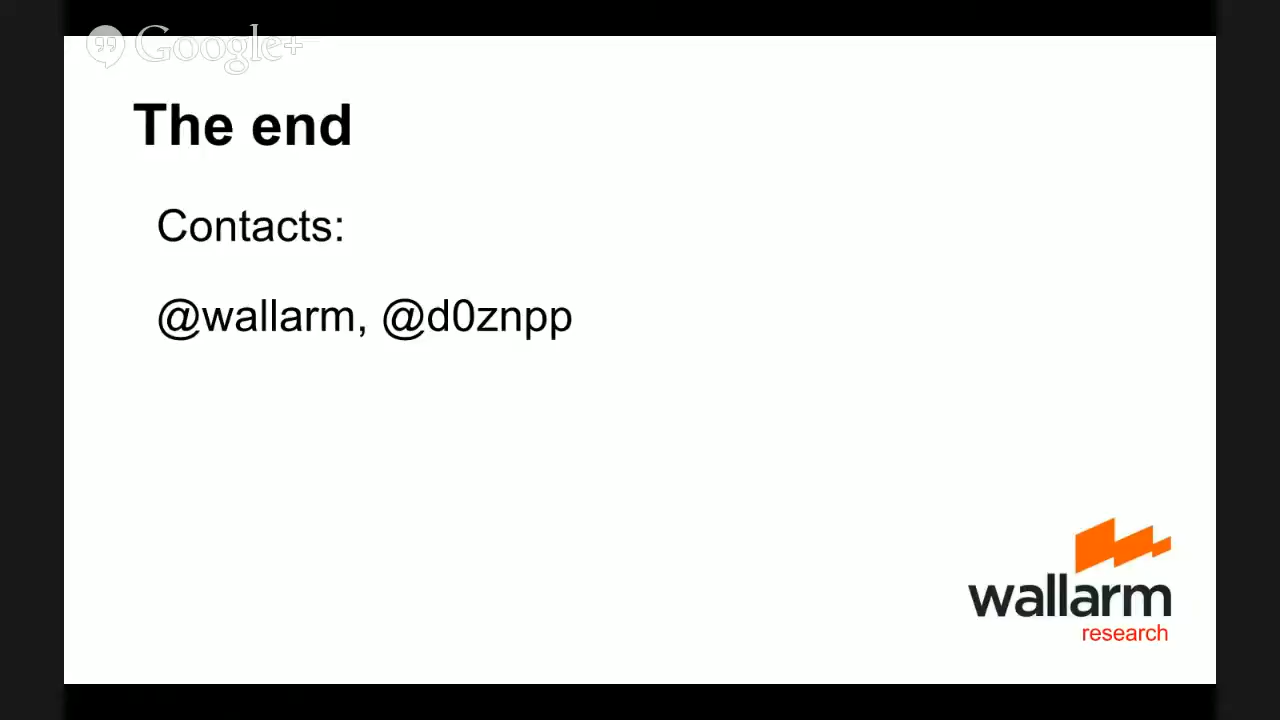 Google+
The end
Contacts:
@wallarm, @d0znpp
wallarm
research